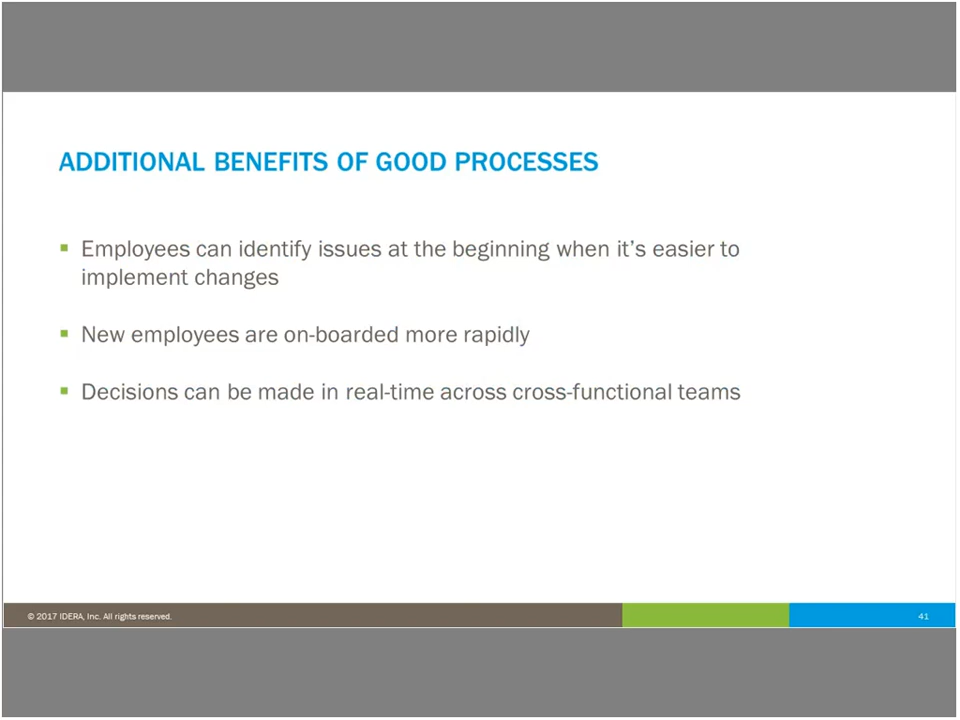 ADDITIONAL BENEFITS OF GOOD PROCESSES
▪ Employees can identify issues at the beginning when it’s easier to
implement changes
▪ New employees are on-boarded more rapidly
▪ Decisions can be made in real-time across cross-functional teams
© 2017 IDERA, Inc. All rights reserved.
41